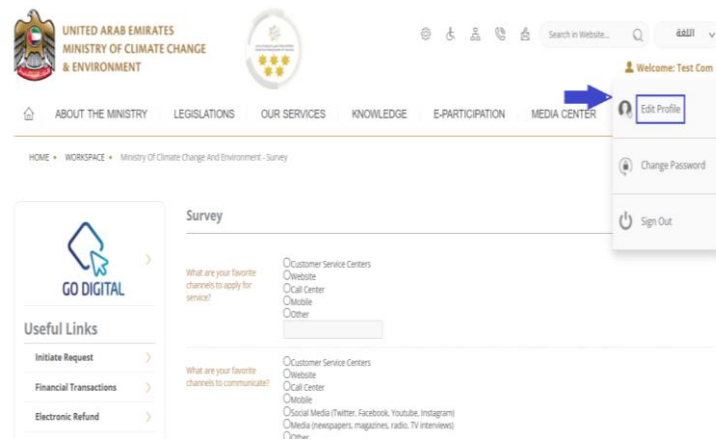 UNITED ARAB EMIRATES
MINISTRY OF CLIMATE CHANGE
& ENVIRONMENT
Search in Website...
اللغة
Welcome: Test Com
ABOUT THE MINISTRY
LEGISLATIONS
OUR SERVICES
KNOWLEDGE
E-PARTICIPATION
MEDIA CENTER
Edit Profile
Change Password
Sign Out
HOME • WORKSPACE • Ministry Of Climate Change And Environment - Survey
GO DIGITAL
Useful Links
Initiate Request
Financial Transactions
Electronic Refund
Survey
What are your favorite
channels to apply for
service?
Customer Service Centers
Website
Call Center
Mobile
Other
What are your favorite
channels to communicate?
Customer Service Centers
Website
Call Center
Mobile
Social Media (Twitter, Facebook, Youtube, Instagram)
Media (newspapers, magazines, radio, TV interviews)
Other